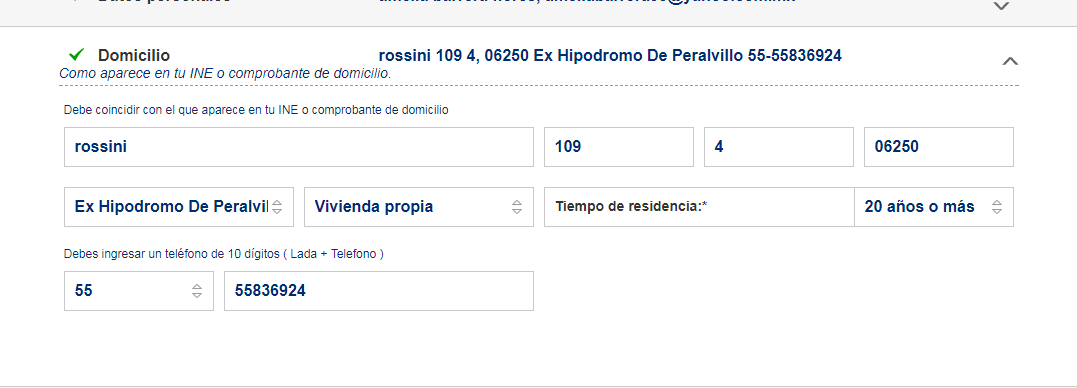 Domicilio rossini 109 4, 06250 Ex Hipodromo De Peralvillo 55-55836924
Como aparece en tu INE o comprobante de domicilio.
Debe coincidir con el que aparece en tu INE o comprobante de domicilio
rossini 109 4 06250
Ex Hipodromo De Peralvil Vivienda propia Tiempo de residencia:* 20 años o más
Debes ingresar un teléfono de 10 dígitos ( Lada + Telefono )
55 55836924